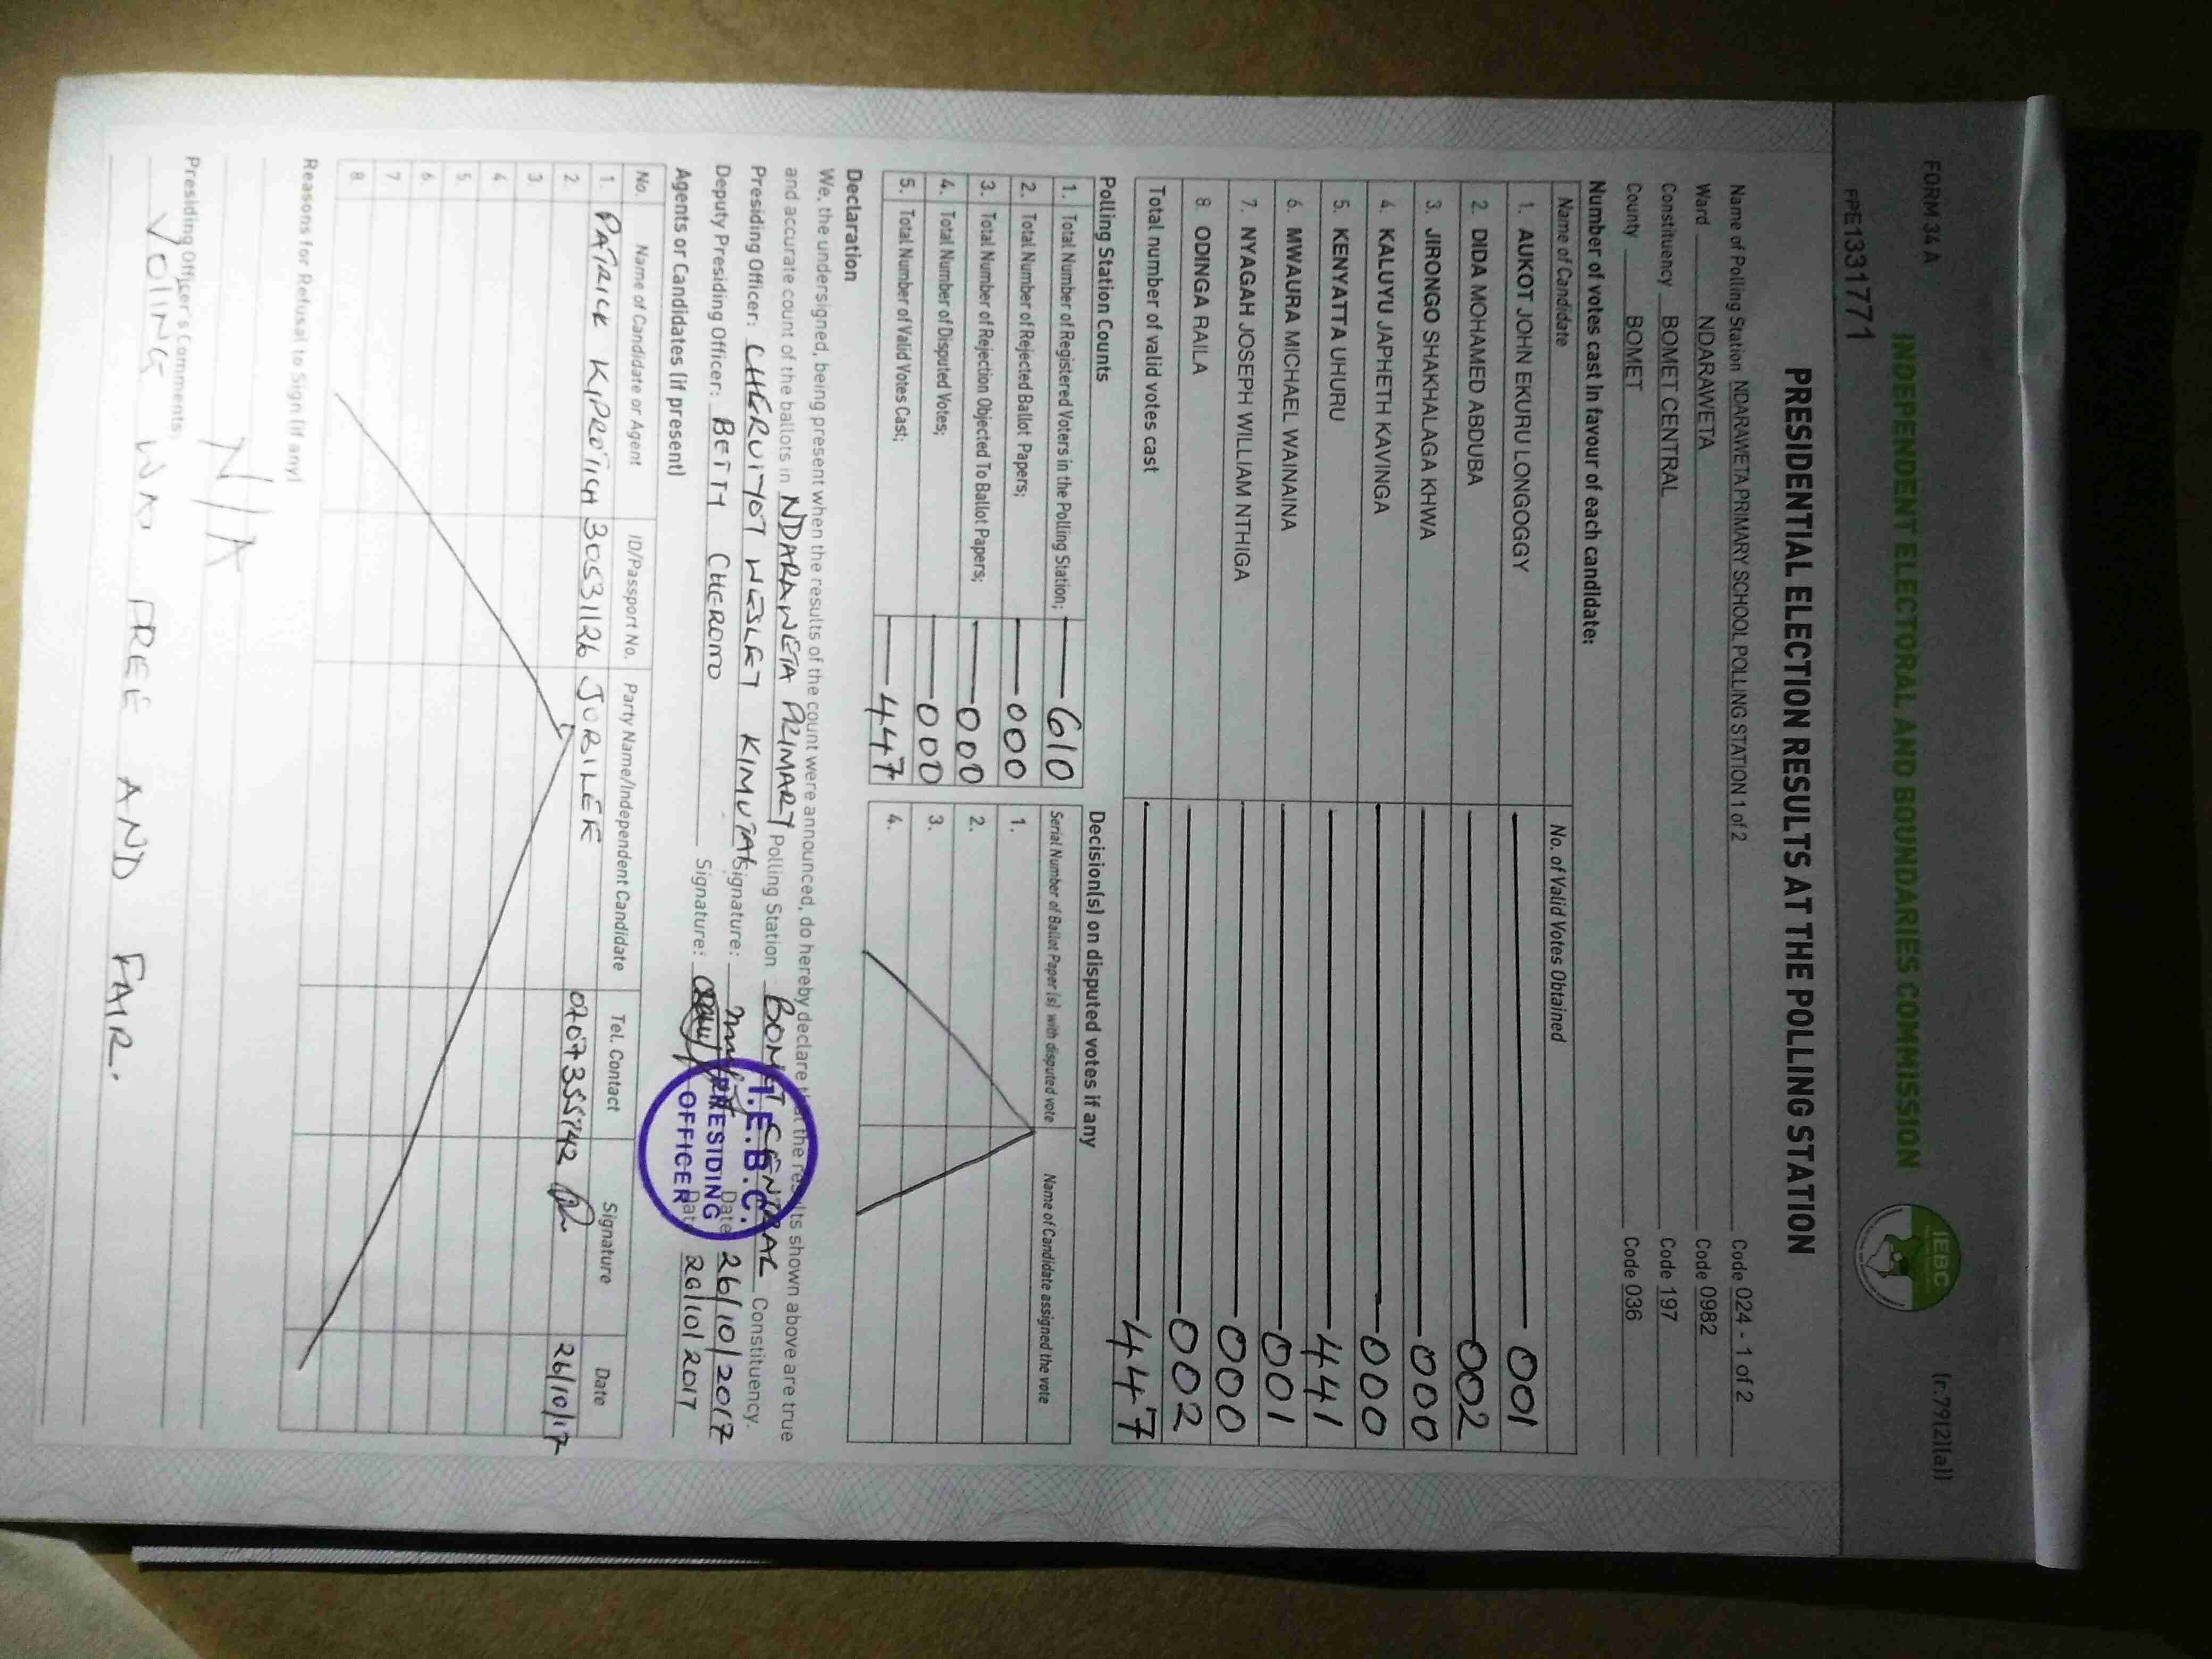 FORM 34 A
(r.79(2)(a))
INDEPENDENT ELECTORAL AND BOUNDARIES COMMISSION
IEBC
FPE1331771
PRESIDENTIAL ELECTION RESULTS AT THE POLLING STATION
Name of Polling Station NDARAWETA PRIMARY SCHOOL POLLING STATION 1 of 2 Code 024 - 1 of 2
Ward NDARAWETA Code 0982
Constituency BOMET CENTRAL Code 197
County BOMET Code 036
Number of votes cast in favour of each candidate:
Name of Candidate No. of Valid Votes Obtained
1. AUKOT JOHN EKURU LONGOGGY 001
2. DIDA MOHAMED ABDUBA 002
3. JIRONGO SHAKHALAGA KHWA 000
4. KALUYU JAPHETH KAVINGA 000
5. KENYATTA UHURU 441
6. MWAURA MICHAEL WAINAINA 001
7. NYAGAH JOSEPH WILLIAM NTHIGA 000
8. ODINGA RAILA 002
Total number of valid votes cast 447
Polling Station Counts
1. Total Number of Registered Voters in the Polling Station; 610
2. Total Number of Rejected Ballot Papers; 000
3. Total Number of Rejection Objected To Ballot Papers; 000
4. Total Number of Disputed Votes; 000
5. Total Number of Valid Votes Cast; 447
Decision(s) on disputed votes if any
Serial Number of Ballot Paper (s) with disputed vote Name of Candidate assigned the vote
1.
2.
3.
4.
Declaration
We, the undersigned, being present when the results of the count were announced, do hereby declare that the results shown above are true
and accurate count of the ballots in NDARAWETA PRIMARY Polling Station BOMET CENTRAL Constituency.
Presiding Officer: CHERUIYOT WESLEY KIMUTAI Signature: Date 26/10/2017
Deputy Presiding Officer: BETTY CHERONO Signature: Date 26/10/2017
I.E.B.C.
PRESIDING
OFFICER
Agents or Candidates (if present)
No. Name of Candidate or Agent ID/Passport No. Party Name/Independent Candidate Tel. Contact Signature Date
1. PATRICK KIPROTICH 30531126 JUBILEE 0707355742 26/10/17
2.
3.
4.
5.
6.
7.
8.
Reasons for Refusal to Sign (if any)
N/A
Presiding Officer's Comments:
VOTING WAS FREE AND FAIR.